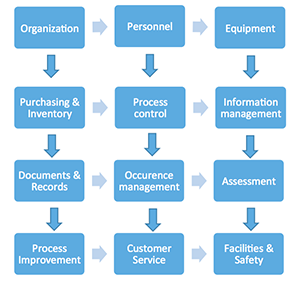 Organization
Personnel
Equipment
Purchasing &
Inventory
Process
control
Information
management
Documents &
Records
Occurence
management
Assessment
Process
Improvement
Customer
Service
Facilities &
Safety